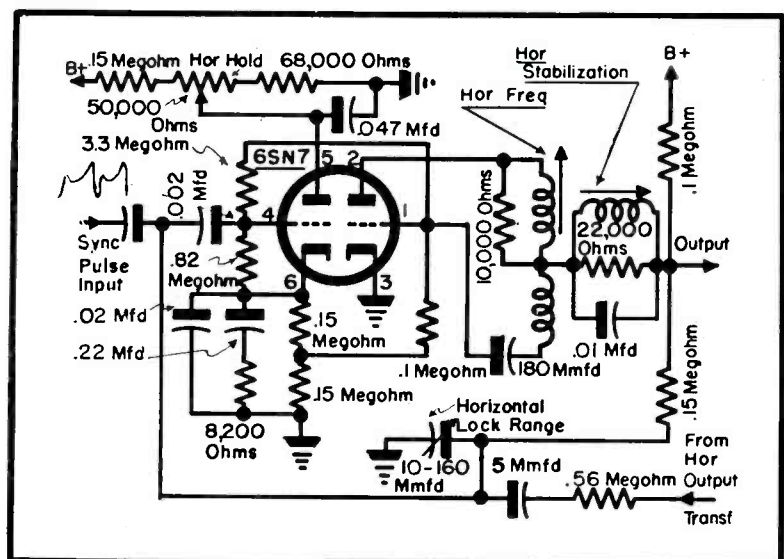 B+
.15 Megohm
Hor Hold
68,000 Ohms
Hor
Stabilization
B+
Hor Freq
50,000
Ohms
.047 Mfd
3.3 Megohm
6SN7
5
2
.1 Megohm
.002
Mfd
4
1
10,000 Ohms
22,000
Ohms
Output
Sync
Pulse
Input
.82
Megohm
6
3
.02 Mfd
.22 Mfd
.15
Megohm
.01 Mfd
.1 Megohm
180 Mmfd
.15 Megohm
.15 Megohm
8,200
Ohms
Horizontal
Lock Range
10-160
Mmfd
5 Mmfd
.56 Megohm
From
Hor
Output
Transf